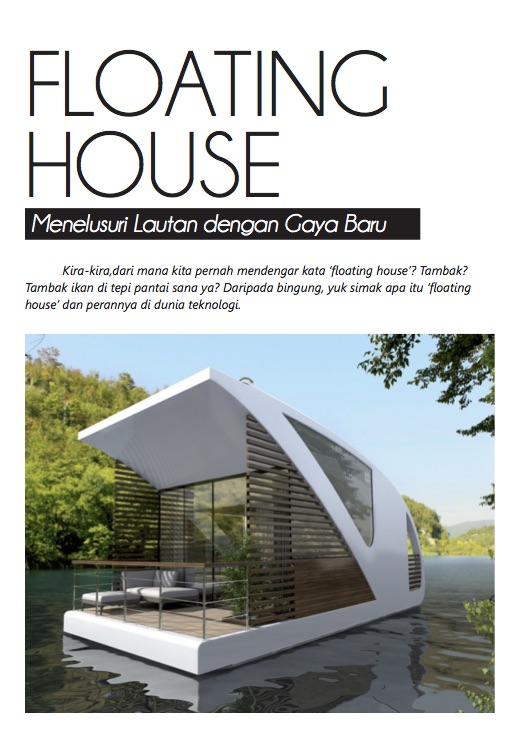 FLOATING
HOUSE
Menelusuri Lautan dengan Gaya Baru
Kira-kira,dari mana kita pernah mendengar kata ‘floating house’? Tambak?
Tambak ikan di tepi pantai sana ya? Daripada bingung, yuk simak apa itu ‘floating
house’ dan perannya di dunia teknologi.